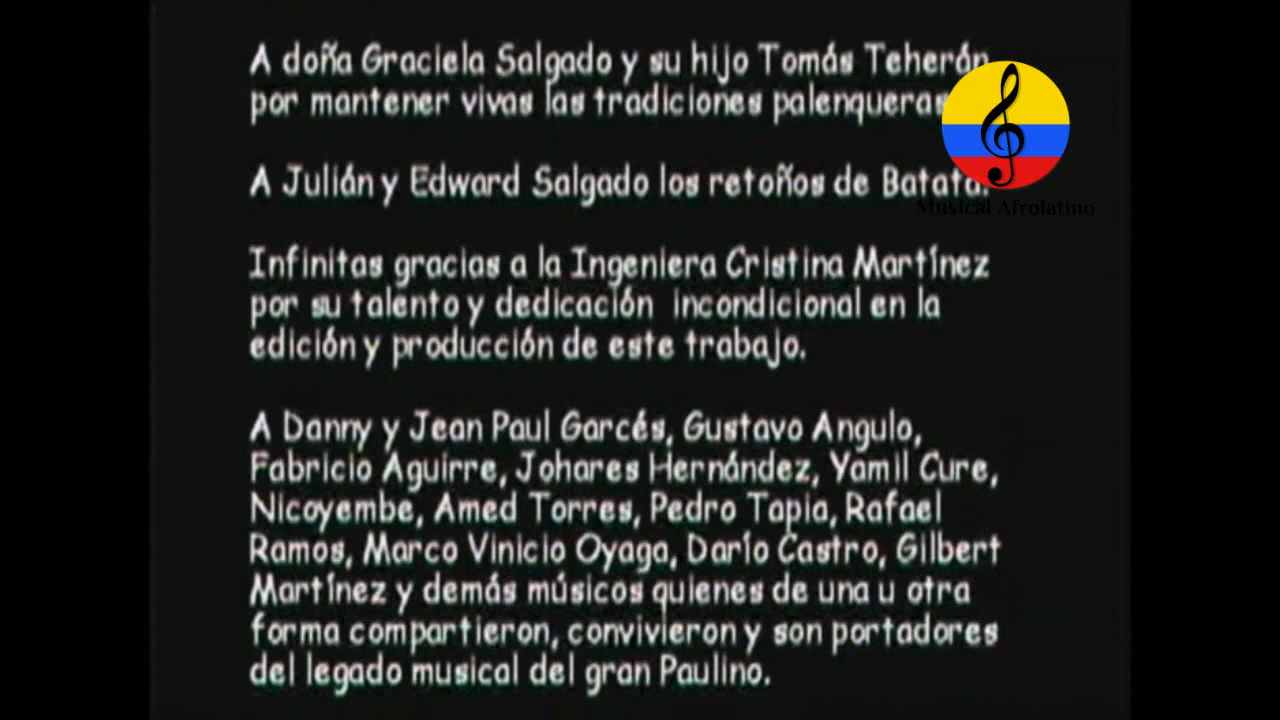 A doña Graciela Salgado y su hijo Tomás Teherán
por mantener vivas las tradiciones palenqueras
A Julián y Edward Salgado los retoños de Batata.
Musical Afrolatino
Infinitas gracias a la Ingeniera Cristina Martínez
por su talento y dedicación incondicional en la
edición y producción de este trabajo.
A Danny y Jean Paul Garcés, Gustavo Angulo,
Fabricio Aguirre, Johares Hernández, Yamil Cure,
Nicoyembe, Amed Torres, Pedro Tapia, Rafael
Ramos, Marco Vinicio Oyaga, Darío Castro, Gilbert
Martínez y demás músicos quienes de una u otra
forma compartieron, convivieron y son portadores
del legado musical del gran Paulino.